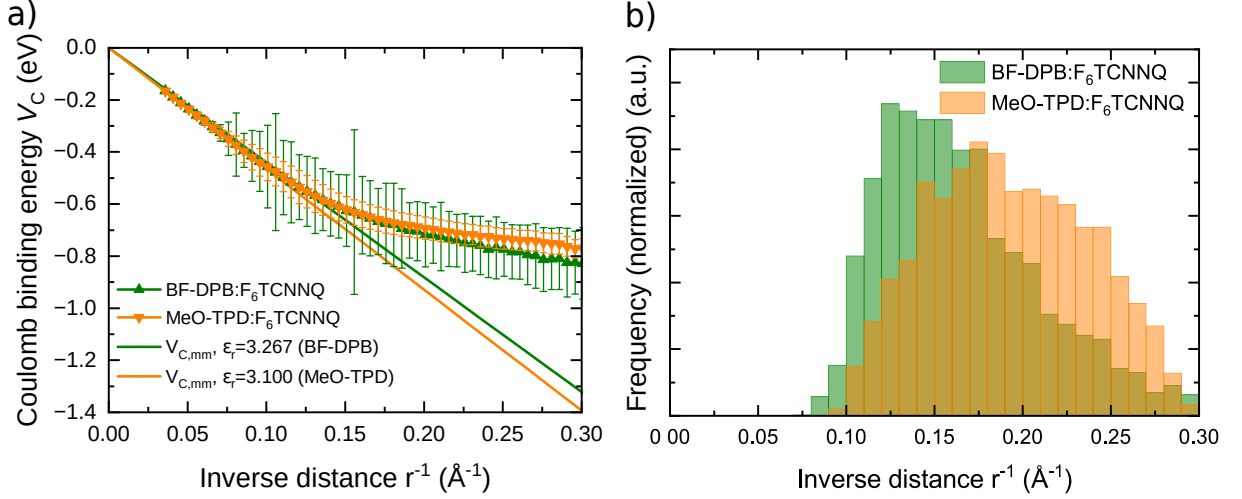 a)
Coulomb binding energy V_C (eV)
0.0
−0.2
−0.4
−0.6
−0.8
−1.0
−1.2
−1.4
BF-DPB:F₆TCNNQ
MeO-TPD:F₆TCNNQ
V_C,mm, ε_r=3.267 (BF-DPB)
V_C,mm, ε_r=3.100 (MeO-TPD)
0.00 0.05 0.10 0.15 0.20 0.25 0.30
Inverse distance r⁻¹ (Å⁻¹)
b)
Frequency (normalized) (a.u.)
BF-DPB:F₆TCNNQ
MeO-TPD:F₆TCNNQ
0 00 0.05 0.10 0.15 0.20 0.25 0.30
Inverse distance r⁻¹ (Å⁻¹)